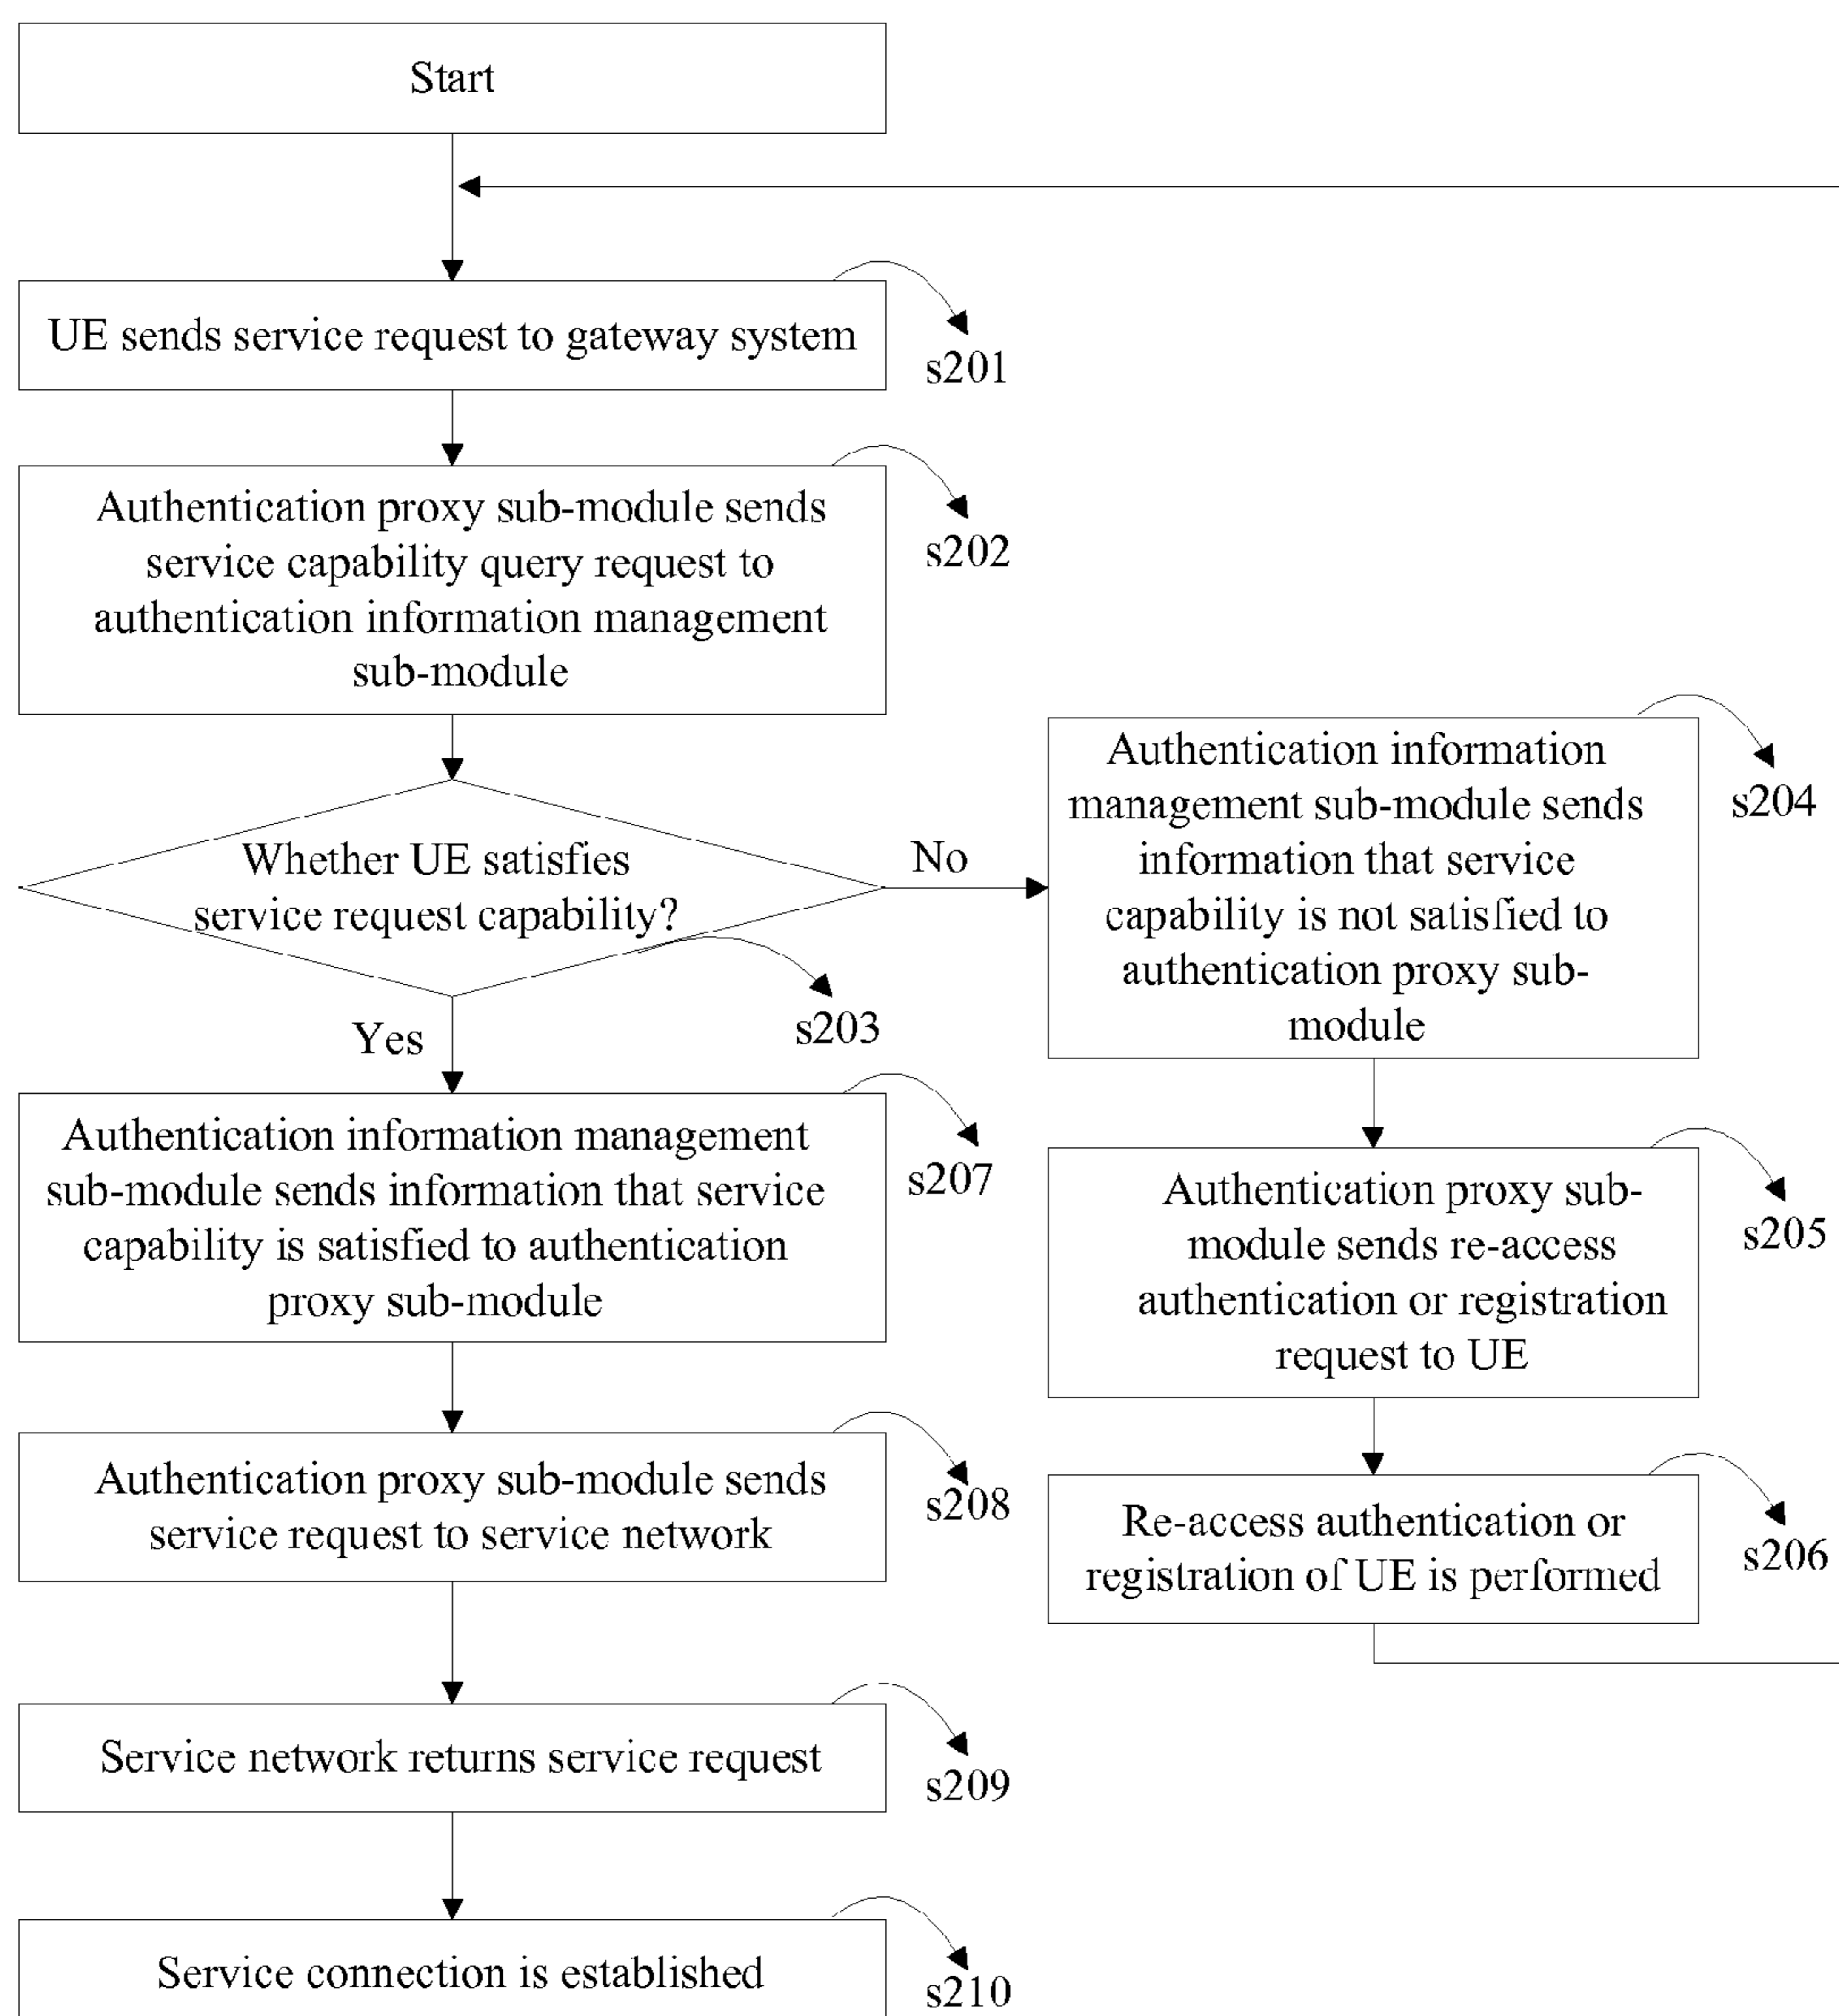 Start
UE sends service request to gateway system
s201
Authentication proxy sub-module sends
service capability query request to
authentication information management
sub-module
s202
Whether UE satisfies
service request capability?
s203
No
Yes
Authentication information
management sub-module sends
information that service
capability is not satisfied to
authentication proxy sub-
module
s204
Authentication proxy sub-
module sends re-access
authentication or registration
request to UE
s205
Re-access authentication or
registration of UE is performed
s206
Authentication information management
sub-module sends information that service
capability is satisfied to authentication
proxy sub-module
s207
Authentication proxy sub-module sends
service request to service network
s208
Service network returns service request
s209
Service connection is established
s210